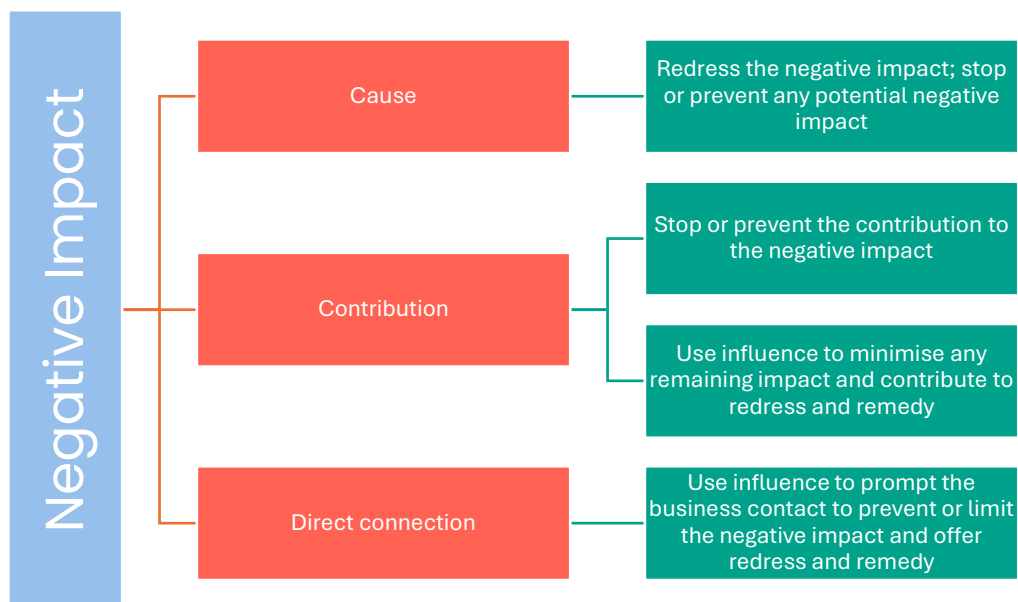 Negative Impact
Cause
Redress the negative impact; stop
or prevent any potential negative
impact
Contribution
Stop or prevent the contribution to
the negative impact
Use influence to minimise any
remaining impact and contribute to
redress and remedy
Direct connection
Use influence to prompt the
business contact to prevent or limit
the negative impact and offer
redress and remedy